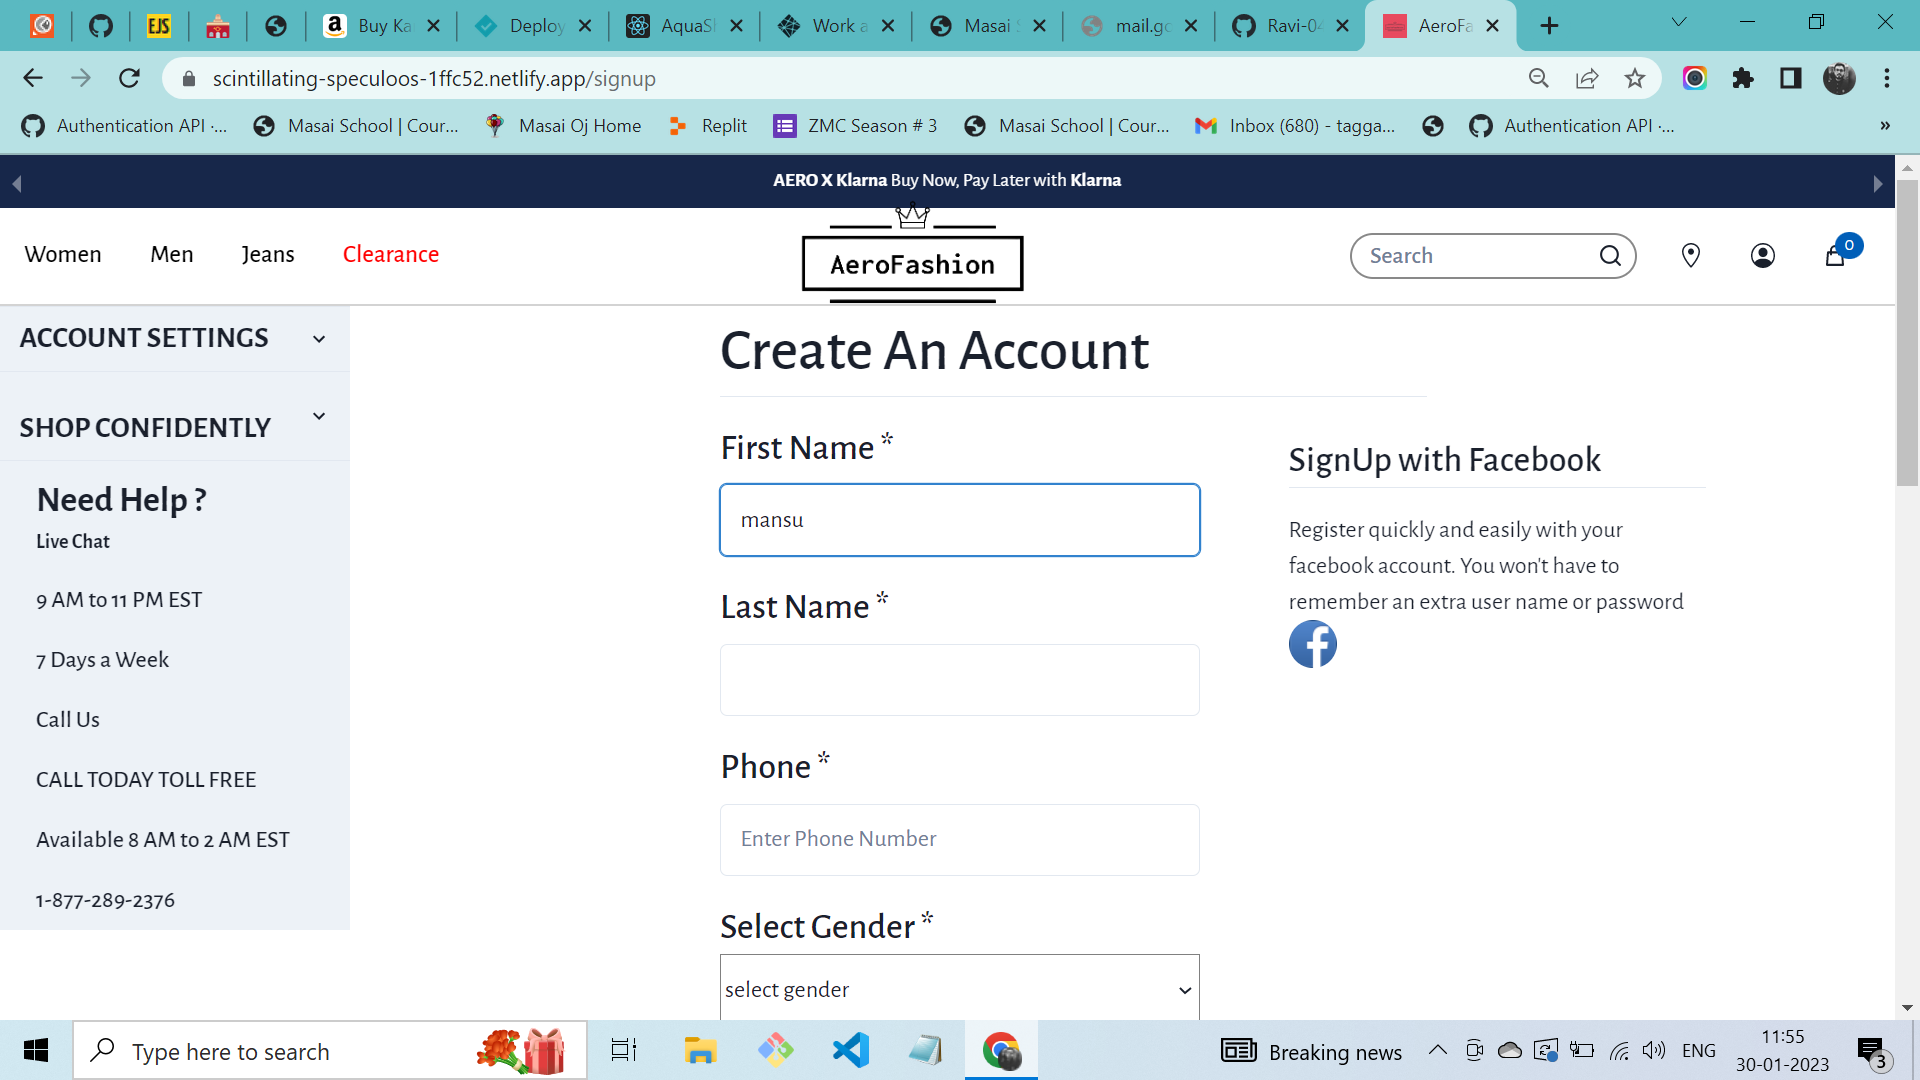 EJS
Buy Ka
Deploy
AquaSh
Work a
Masai S
mail.go
Ravi-04
AeroFa
scintillating-speculoos-1ffc52.netlify.app/signup
Authentication API ·...
Masai School | Cour...
Masai Oj Home
Replit
ZMC Season # 3
Masai School | Cour...
Inbox (680) - tagga...
Authentication API ·...
»
AERO X Klarna Buy Now, Pay Later with Klarna
Women
Men
Jeans
Clearance
AeroFashion
Search
0
ACCOUNT SETTINGS
SHOP CONFIDENTLY
Need Help ?
Live Chat
9 AM to 11 PM EST
7 Days a Week
Call Us
CALL TODAY TOLL FREE
Available 8 AM to 2 AM EST
1-877-289-2376
Create An Account
First Name *
mansu
Last Name *
Phone *
Enter Phone Number
Select Gender *
select gender
SignUp with Facebook
Register quickly and easily with your
facebook account. You won't have to
remember an extra user name or password
Type here to search
Breaking news
ENG
11:55
30-01-2023
3